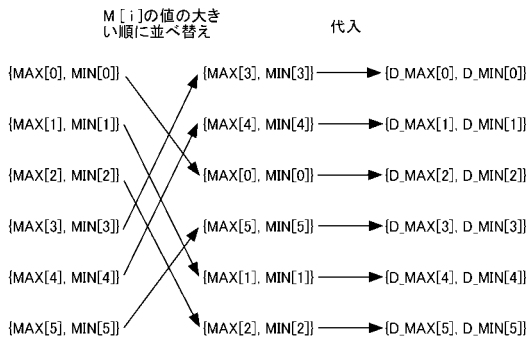 M[i]の値の大き
い順に並べ替え
代入
{MAX[0], MIN[0]} {MAX[3], MIN[3]} {D_MAX[0], D_MIN[0]}
{MAX[1], MIN[1]} {MAX[4], MIN[4]} {D_MAX[1], D_MIN[1]}
{MAX[2], MIN[2]} {MAX[0], MIN[0]} {D_MAX[2], D_MIN[2]}
{MAX[3], MIN[3]} {MAX[5], MIN[5]} {D_MAX[3], D_MIN[3]}
{MAX[4], MIN[4]} {MAX[1], MIN[1]} {D_MAX[4], D_MIN[4]}
{MAX[5], MIN[5]} {MAX[2], MIN[2]} {D_MAX[5], D_MIN[5]}